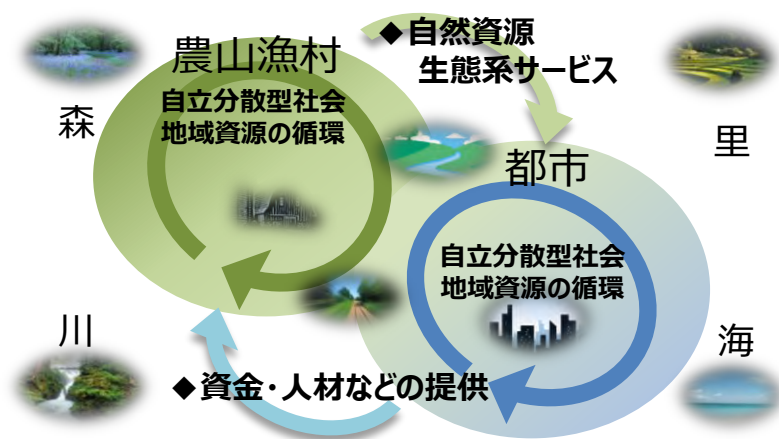 農山漁村
自立分散型社会
地域資源の循環
◆自然資源
生態系サービス
森
里
都市
自立分散型社会
地域資源の循環
川
海
◆資金・人材などの提供